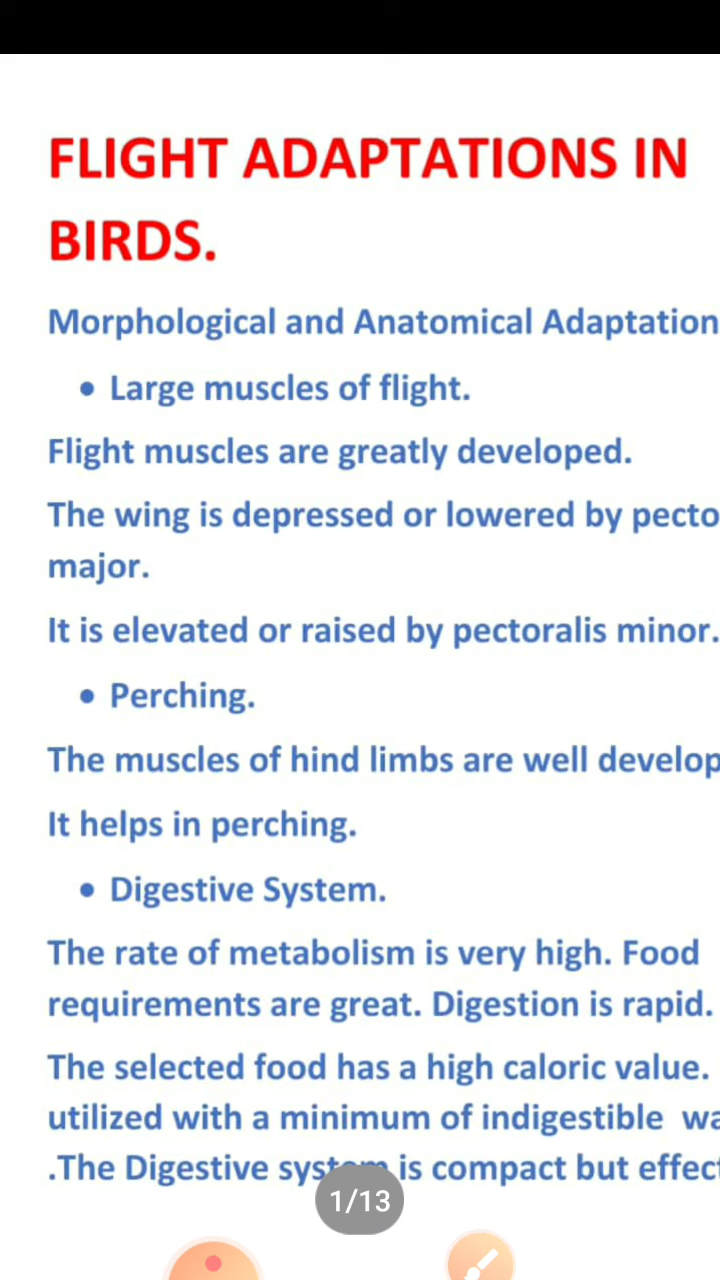 FLIGHT ADAPTATIONS IN
BIRDS.
Morphological and Anatomical Adaptation
• Large muscles of flight.
Flight muscles are greatly developed.
The wing is depressed or lowered by pecto
major.
It is elevated or raised by pectoralis minor.
• Perching.
The muscles of hind limbs are well develop
It helps in perching.
• Digestive System.
The rate of metabolism is very high. Food
requirements are great. Digestion is rapid.
The selected food has a high caloric value.
utilized with a minimum of indigestible wa
.The Digestive system is compact but effect
1/13